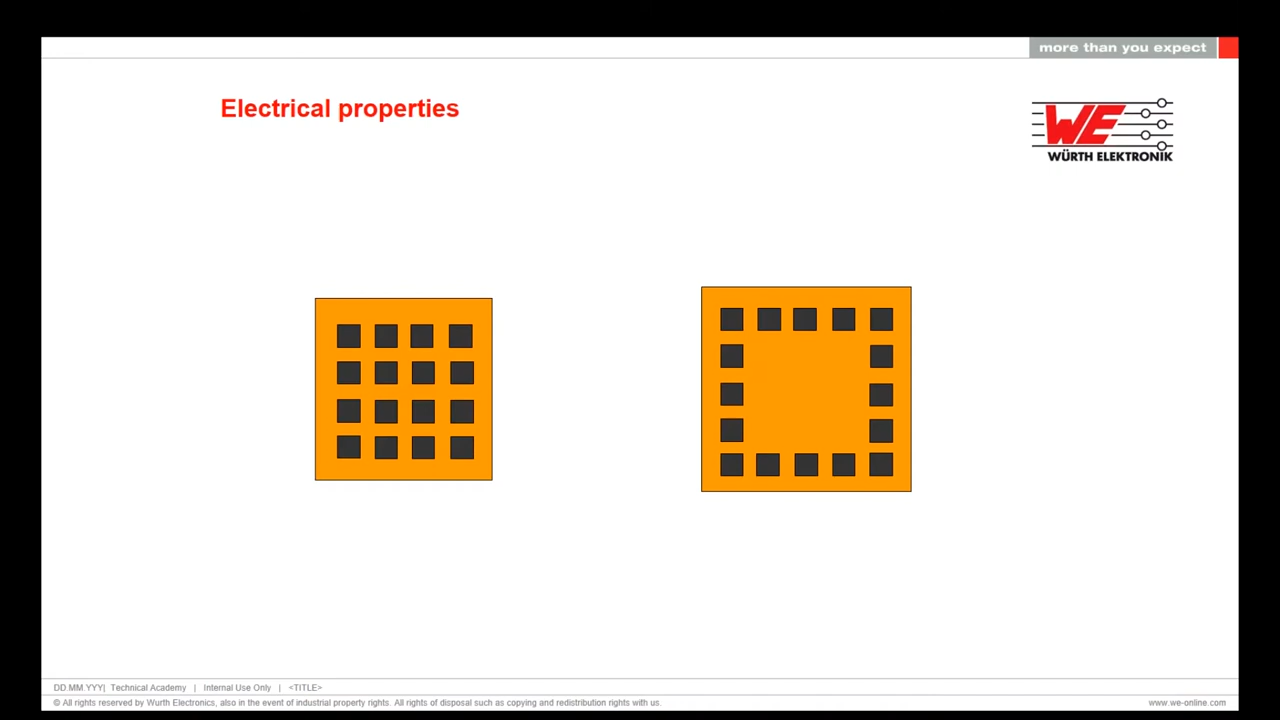 more than you expect
Electrical properties
WE
WÜRTH ELEKTRONIK
DD.MM.YYY| Technical Academy | Internal Use Only | <TITLE>
© All rights reserved by Wurth Electronics, also in the event of industrial property rights. All rights of disposal such as copying and redistribution rights with us.
www.we-online.com